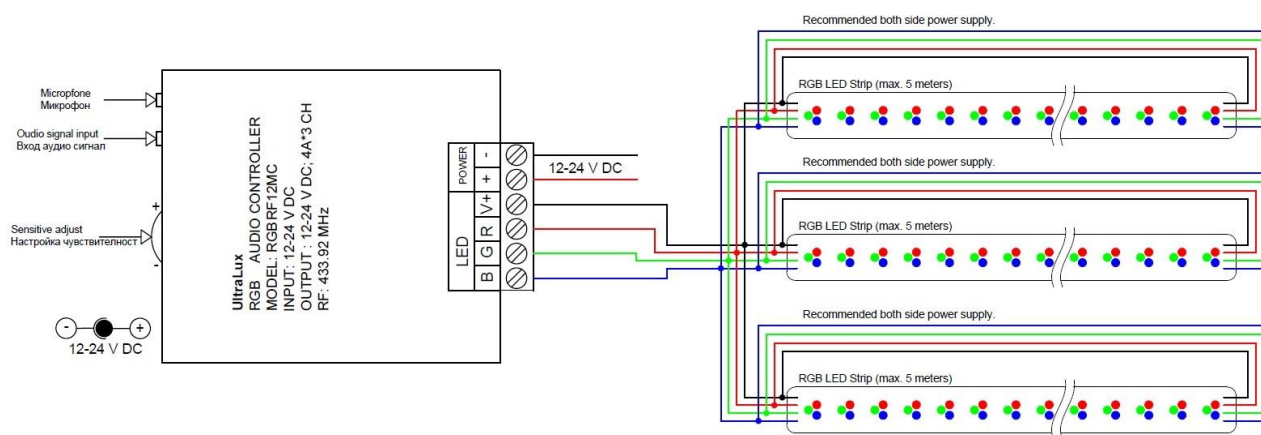 Recommended both side power supply.
RGB LED Strip (max. 5 meters)
Micropfone
Микрофон
Oudio signal input
Вход аудио сигнал
Sensitive adjust
Настройка чувствителност
+
-
- +
12-24 V DC
UltraLux
RGB AUDIO CONTROLLER
MODEL: RGBRF12MC
INPUT: 12-24 V DC
OUTPUT : 12-24 V DC; 4A*3 CH
RF: 433.92 MHz
POWER
-
+
LED
V+
R
G
B
12-24 V DC
Recommended both side power supply.
RGB LED Strip (max. 5 meters)
Recommended both side power supply.
RGB LED Strip (max. 5 meters)